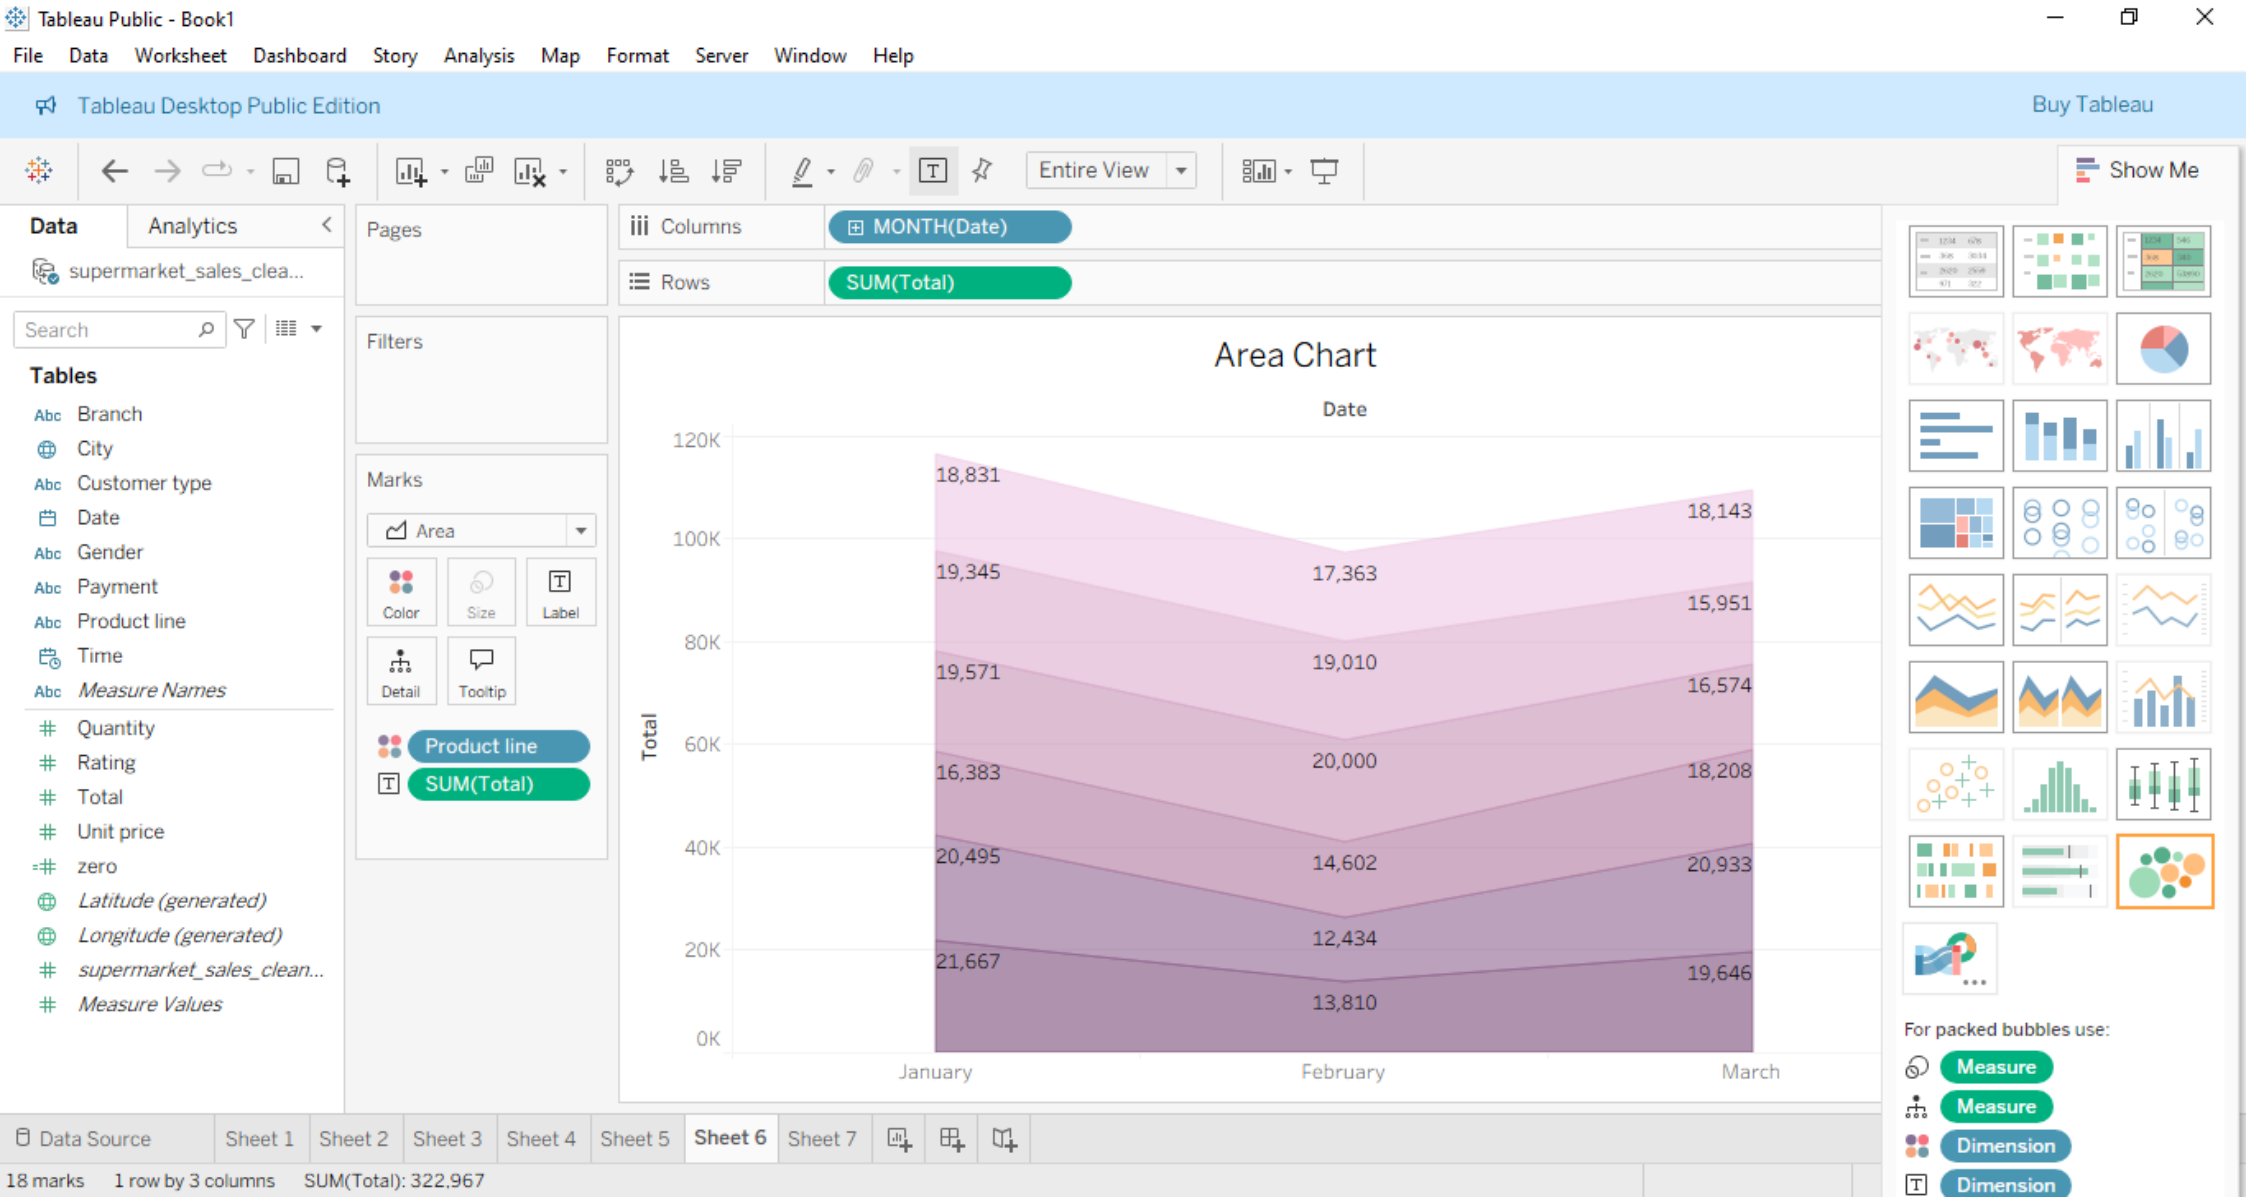 Tableau Public - Book1
File Data Worksheet Dashboard Story Analysis Map Format Server Window Help
Tableau Desktop Public Edition
Buy Tableau
Entire View
Show Me
Data Analytics
supermarket_sales_clea...
Search
Tables
Abc Branch
City
Abc Customer type
Date
Abc Gender
Abc Payment
Abc Product line
Time
Abc Measure Names
Quantity
Rating
Total
Unit price
zero
Latitude (generated)
Longitude (generated)
supermarket_sales_clean...
Measure Values
Pages
Filters
Marks
Area
Color Size Label
Detail Tooltip
Product line
SUM(Total)
Columns MONTH(Date)
Rows SUM(Total)
Area Chart
Date
Total
120K
100K
80K
60K
40K
20K
0K
18,831
19,345
19,571
16,383
20,495
21,667
17,363
19,010
20,000
14,602
12,434
13,810
18,143
15,951
16,574
18,208
20,933
19,646
January February March
For packed bubbles use:
Measure
Measure
Dimension
Dimension
Data Source Sheet 1 Sheet 2 Sheet 3 Sheet 4 Sheet 5 Sheet 6 Sheet 7
18 marks 1 row by 3 columns SUM(Total): 322,967